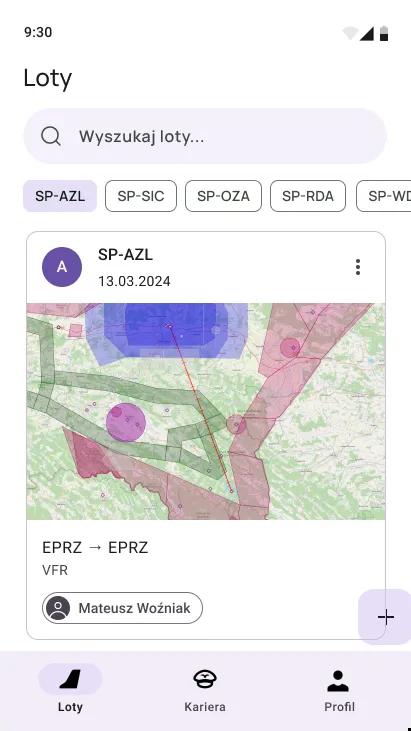 9:30
Loty
Wyszukaj loty...
SP-AZL SP-SIC SP-OZA SP-RDA SP-WD
A
SP-AZL
13.03.2024
EPRZ → EPRZ
VFR
Mateusz Woźniak
Loty Kariera Profil